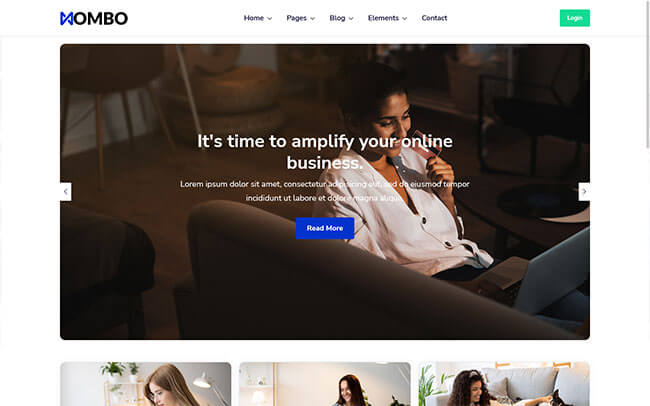 MOMBO
Home Pages Blog Elements Contact
Login
It's time to amplify your online
business.
Lorem ipsum dolor sit amet, consectetur adipiscing elit, sed do eiusmod tempor
incididunt ut labore et dolore magna aliqua.
Read More